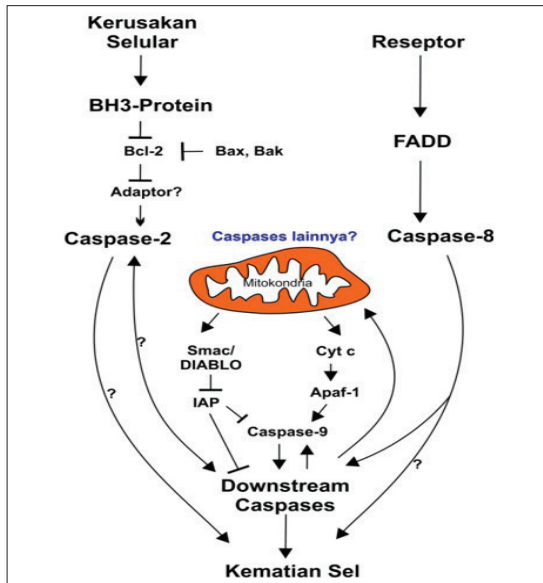 Kerusakan
Selular
Reseptor
BH3-Protein
FADD
Bcl-2
Bax, Bak
Adaptor?
Caspase-2
Caspases lainnya?
Caspase-8
Mitokondria
?
Smac/
DIABLO
Cyt c
?
IAP
Apaf-1
Caspase-9
?
Downstream
Caspases
Kematian Sel